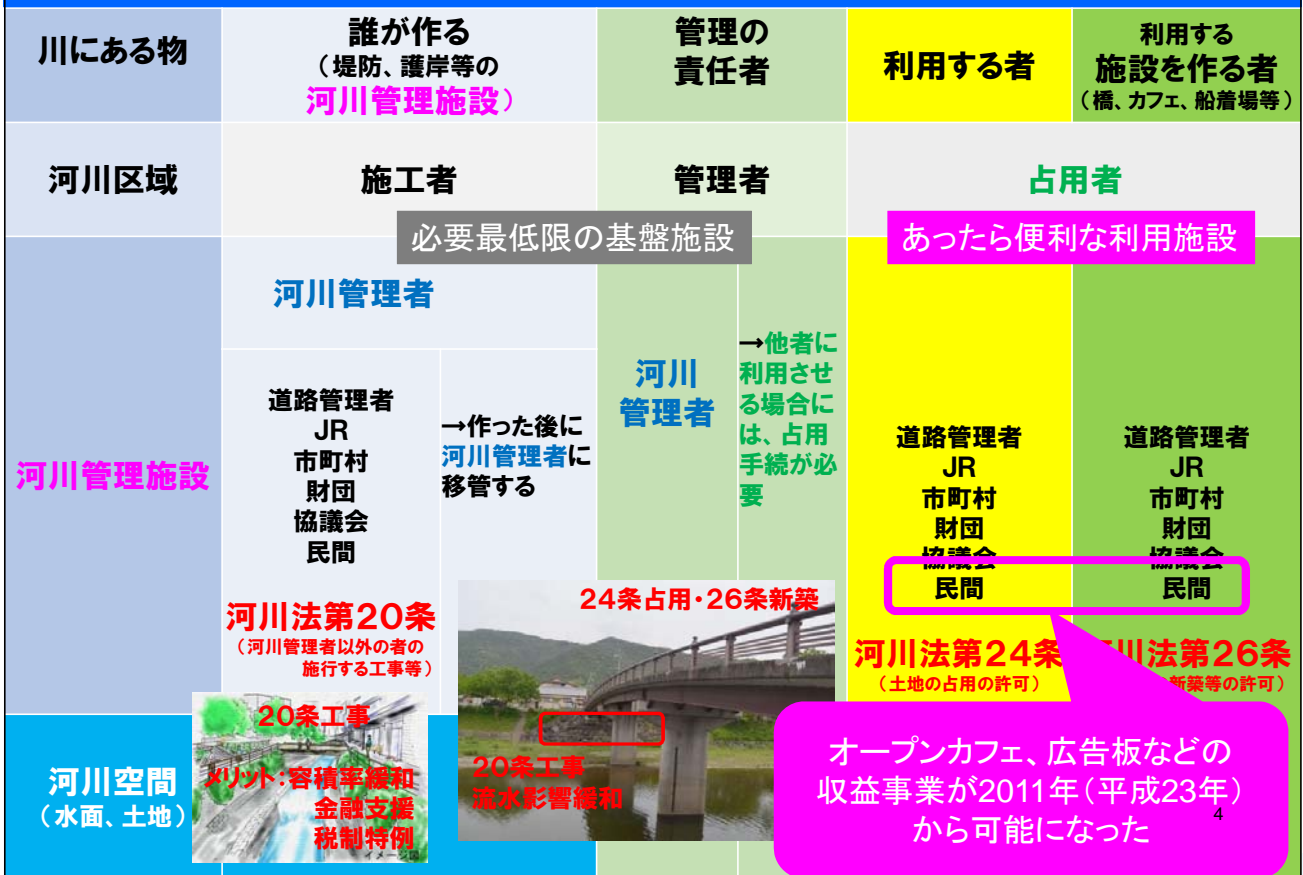 川にある物
誰が作る
（堤防、護岸等の
河川管理施設）
管理の
責任者
利用する者
利用する
施設を作る者
（橋、カフェ、船着場等）
河川区域
施工者
管理者
占用者
必要最低限の基盤施設
あったら便利な利用施設
河川管理施設
河川管理者
道路管理者
JR
市町村
財団
協議会
民間
→作った後に
河川管理者に
移管する
河川法第20条
（河川管理者以外の者の
施行する工事等）
河川
管理者
→他者に
利用させ
る場合に
は、占用
手続が必
要
道路管理者
JR
市町村
財団
協議会
民間
河川法第24条
（土地の占用の許可）
道路管理者
JR
市町村
財団
協議会
民間
川法第26条
新築等の許可）
河川空間
（水面、土地）
20条工事
メリット：容積率緩和
金融支援
税制特例
イメージ図
24条占用・26条新築
20条工事
流水影響緩和
オープンカフェ、広告板などの
収益事業が2011年（平成23年）
から可能になった
4